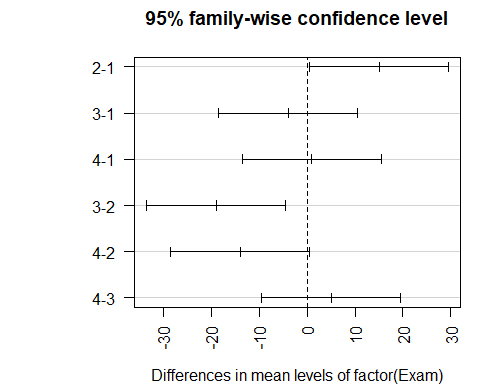 95% family-wise confidence level
2-1
3-1
4-1
3-2
4-2
4-3
-30 -20 -10 0 10 20 30
Differences in mean levels of factor(Exam)